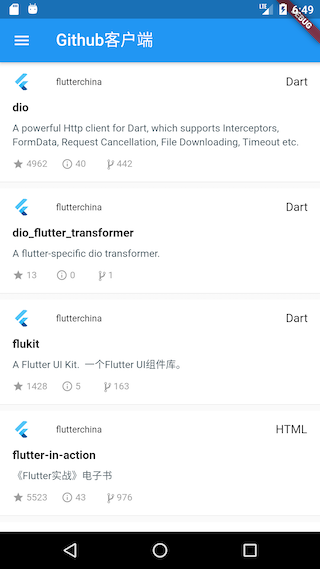 LTE 6:49
DEBUG
Github客户端
flutterchina Dart
dio
A powerful Http client for Dart, which supports Interceptors,
FormData, Request Cancellation, File Downloading, Timeout etc.
4962 40 442
flutterchina Dart
dio_flutter_transformer
A flutter-specific dio transformer.
13 0 1
flutterchina Dart
flukit
A Flutter UI Kit. 一个Flutter UI组件库。
1428 5 163
flutterchina HTML
flutter-in-action
《Flutter实战》电子书
5523 43 976